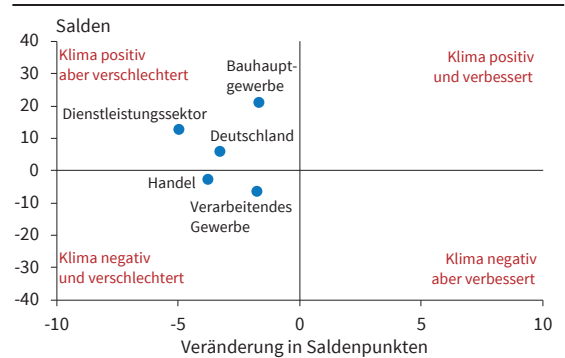 Salden
40
30
20
10
0
-10
-20
-30
-40
Klima positiv
aber verschlechtert
Klima positiv
und verbessert
Bauhaupt-
gewerbe
Dienstleistungssektor
Deutschland
Handel
Verarbeitendes
Gewerbe
Klima negativ
und verschlechtert
Klima negativ
aber verbessert
-10
-5
0
5
10
Veränderung in Saldenpunkten